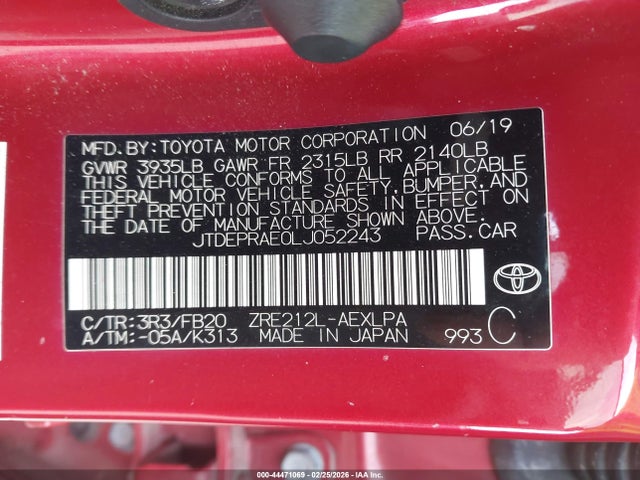 MFD.BY:TOYOTA MOTOR CORPORATION 06/19
GVWR 3935LB GAWR FR 2315LB RR 2140LB
THIS VEHICLE CONFORMS TO ALL APPLICABLE
FEDERAL MOTOR VEHICLE SAFETY,BUMPER,AND
THEFT PREVENTION STANDARDS IN EFFECT ON
THE DATE OF MANUFACTURE SHOWN ABOVE.
JTDEPRAE0LJ052243 PASS.CAR
C/TR:3R3/FB20 ZRE212L-AEXLPA
A/TM:-05A/K313 MADE IN JAPAN 993 C
000-44471069 | 02/25/2026 - IAA Inc.